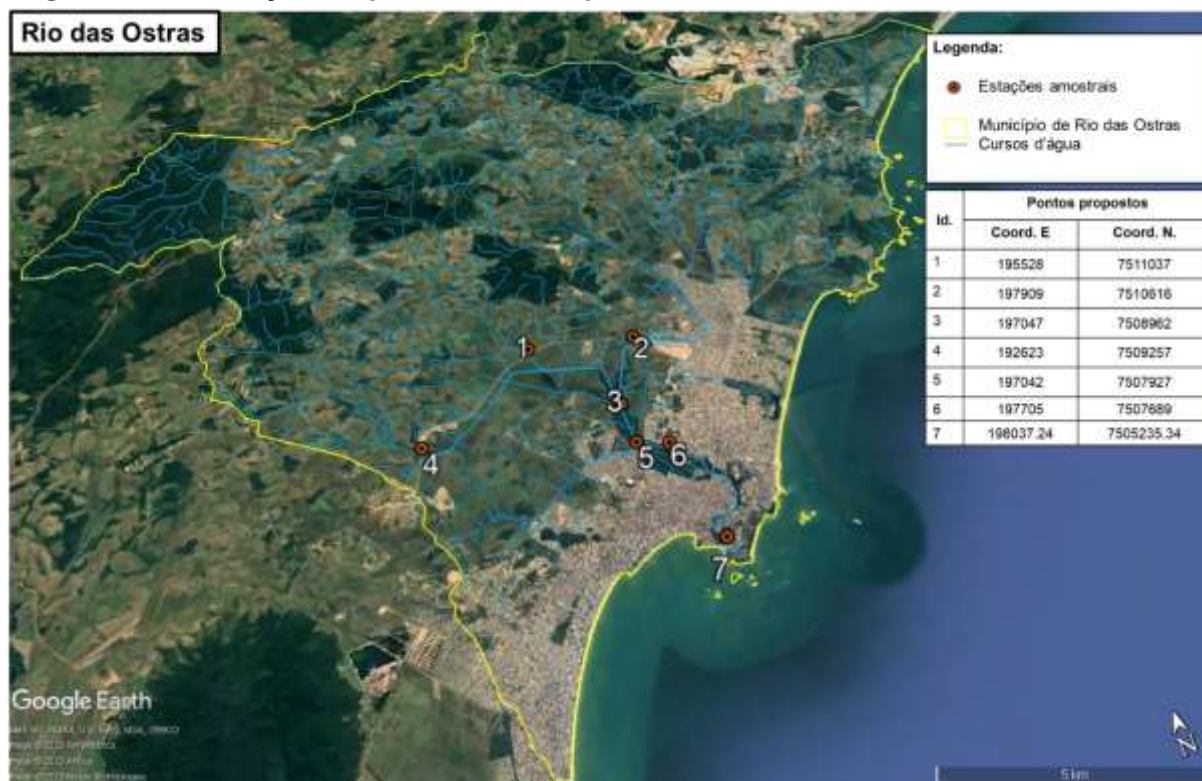 Rio das Ostras
Legenda:
Estações amostrais
Município de Rio das Ostras
Cursos d'água
Id.
Pontos propostos
Coord. E
Coord. N.
1 195528 7511037
2 197909 7510616
3 197047 7508962
4 192623 7509257
5 197042 7507927
6 197705 7507689
7 198037.24 7505235.34
1
2
3
4
5
6
7
Google Earth
N
5 km